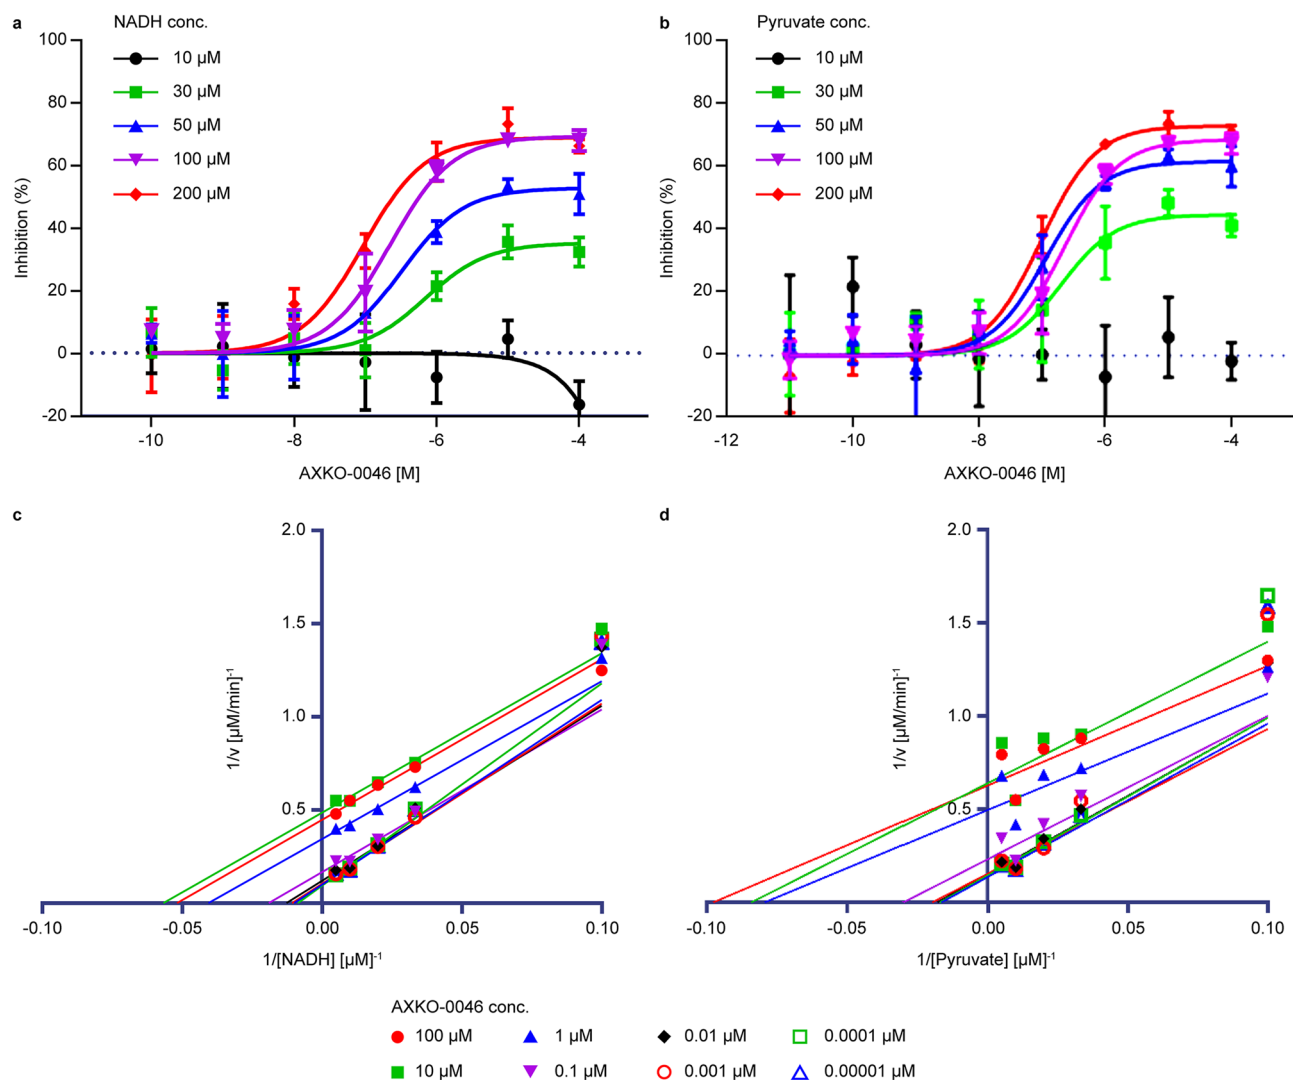 a
NADH conc.
10 µM
30 µM
50 µM
100 µM
200 µM
100
80
60
40
20
0
-20
Inhibition (%)
-10
-8
-6
-4
AXKO-0046 [M]
b
Pyruvate conc.
10 µM
30 µM
50 µM
100 µM
200 µM
100
80
60
40
20
0
-20
Inhibition (%)
-12
-10
-8
-6
-4
AXKO-0046 [M]
c
2.0
1.5
1.0
0.5
1/v [µM/min]-1
-0.10
-0.05
0.00
0.05
0.10
1/[NADH] [µM]-1
d
2.0
1.5
1.0
0.5
1/v [µM/min]-1
-0.10
-0.05
0.00
0.05
0.10
1/[Pyruvate] [µM]-1
AXKO-0046 conc.
100 µM 1 µM 0.01 µM 0.0001 µM
10 µM 0.1 µM 0.001 µM 0.00001 µM